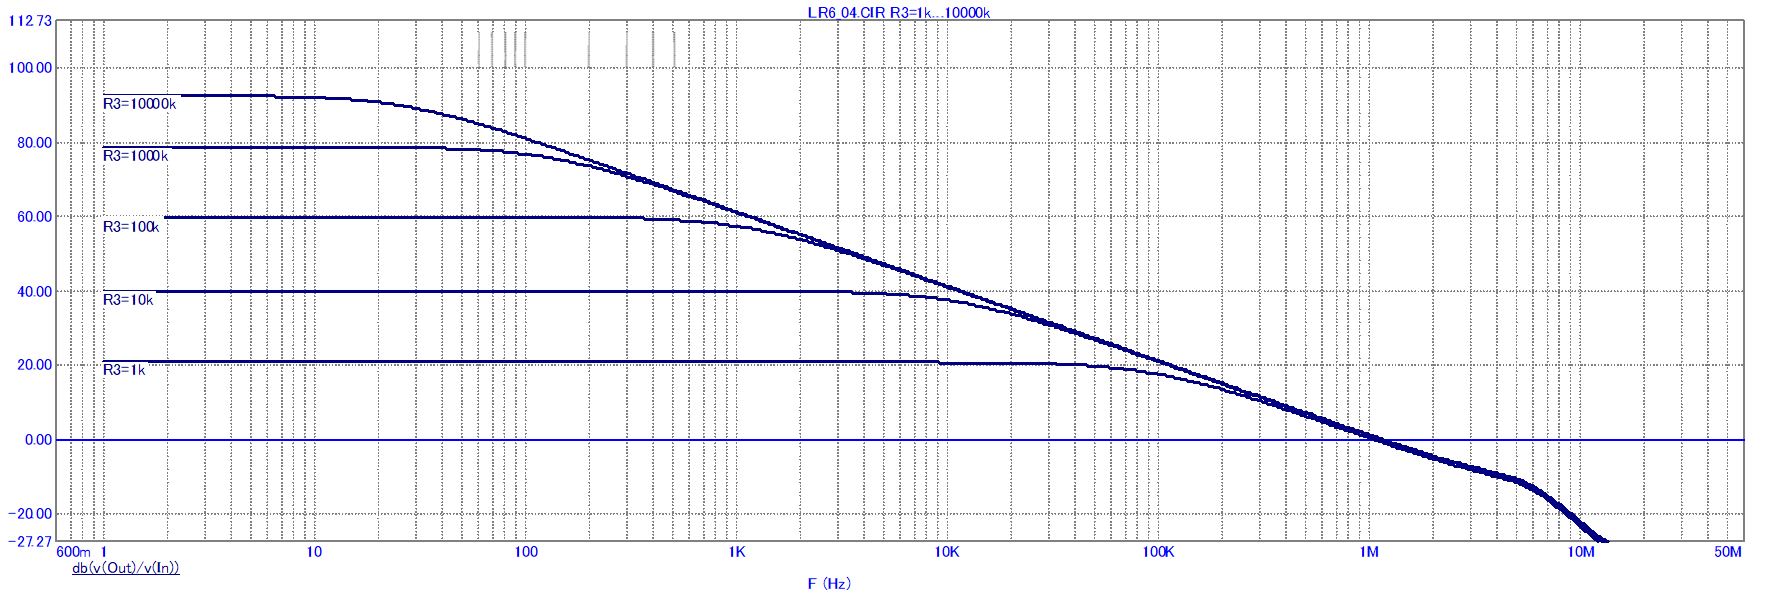 LR6_04.CIR R3=1k...10000k
112.73
100.00
80.00
60.00
40.00
20.00
0.00
-20.00
-27.27
R3=10000k
R3=1000k
R3=100k
R3=10k
R3=1k
600m 1 10 100 1K 10K 100K 1M 10M 50M
db(v(Out)/v(In))
F (Hz)